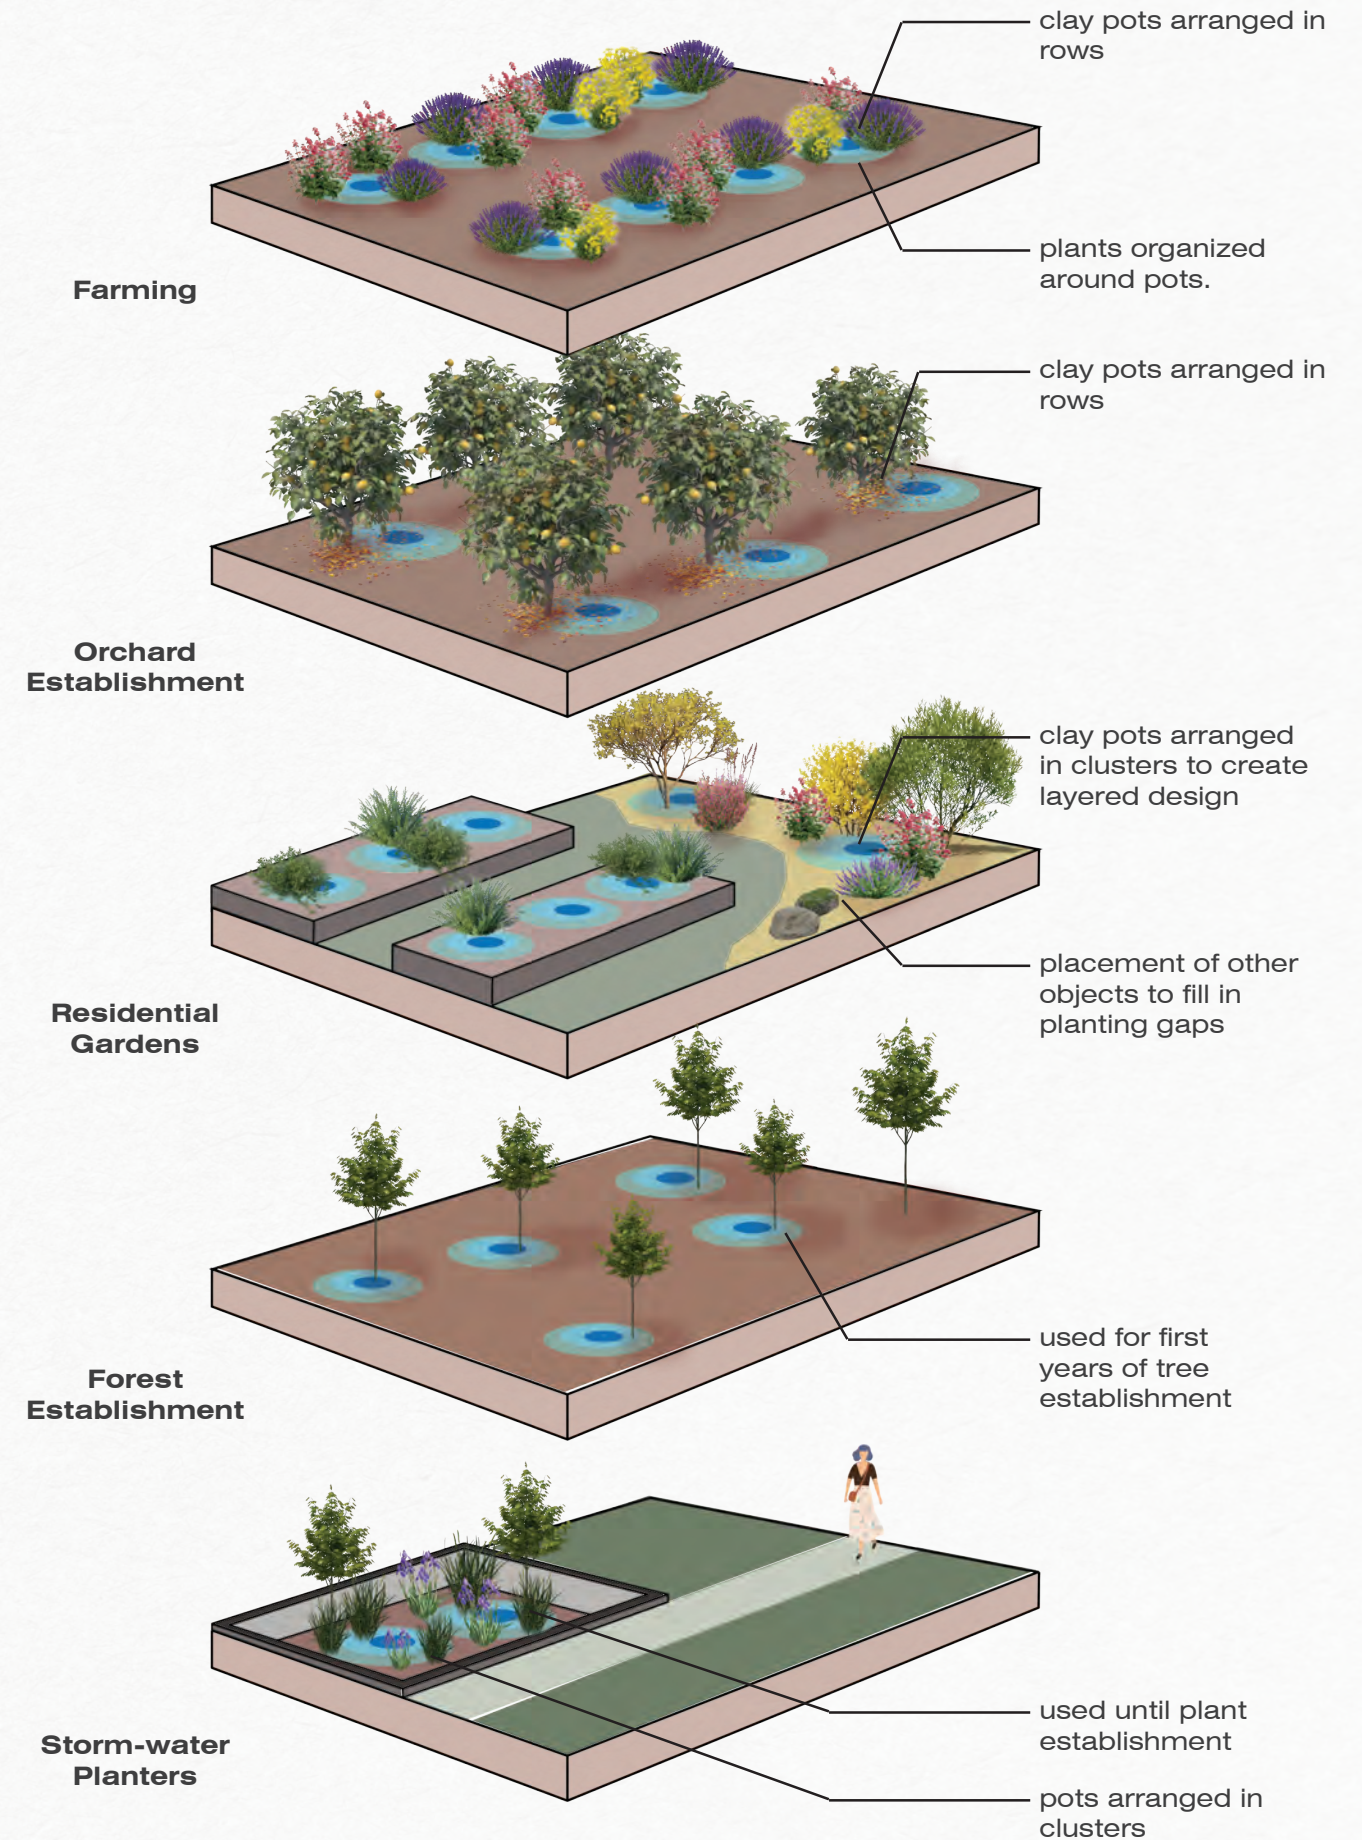 clay pots arranged in
rows
plants organized
around pots.
Farming
clay pots arranged in
rows
Orchard
Establishment
clay pots arranged
in clusters to create
layered design
placement of other
objects to fill in
planting gaps
Residential
Gardens
used for first
years of tree
establishment
Forest
Establishment
used until plant
establishment
Storm-water
Planters
pots arranged in
clusters